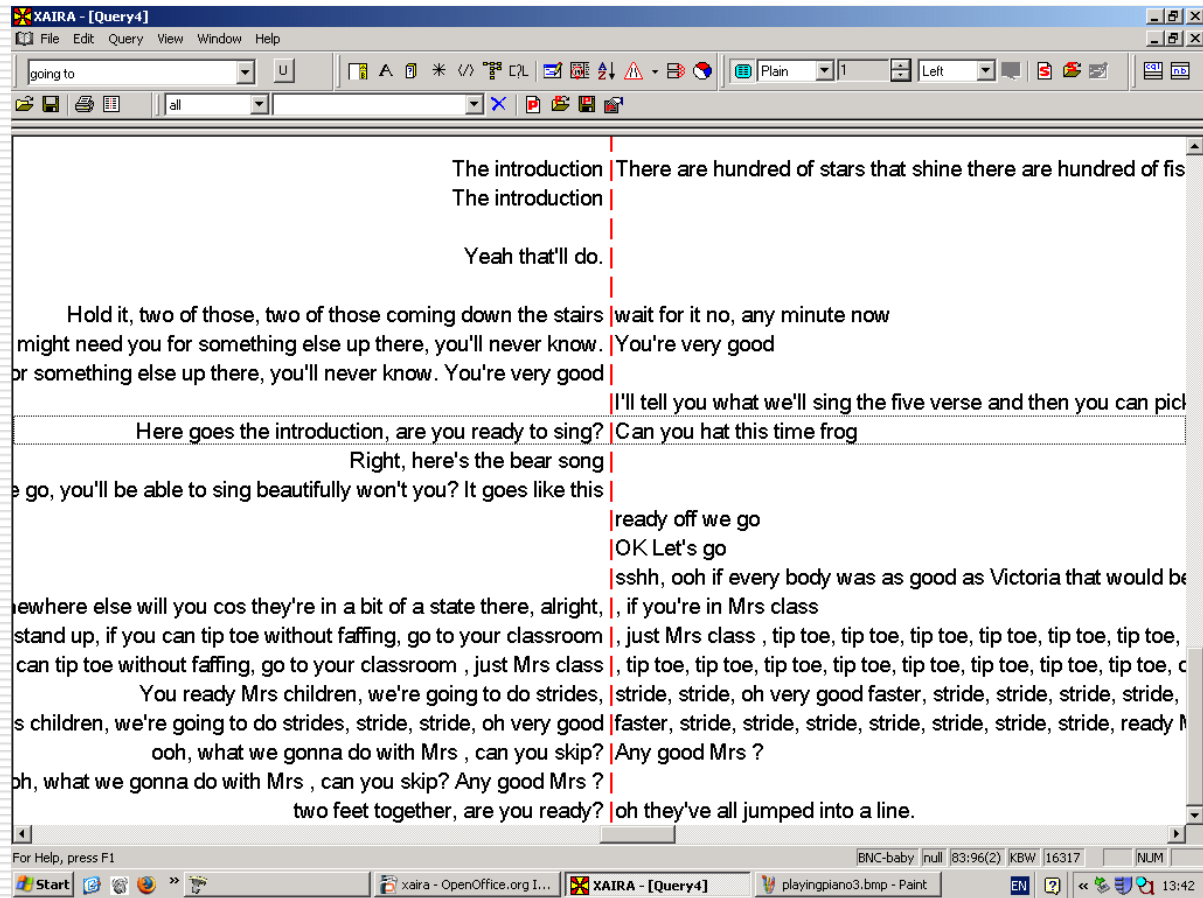 XAIRA - [Query4]
File Edit Query View Window Help
going to U Plain 1 Left
all
The introduction There are hundred of stars that shine there are hundred of fis
The introduction
Yeah that'll do.
Hold it, two of those, two of those coming down the stairs wait for it no, any minute now
might need you for something else up there, you'll never know. You're very good
or something else up there, you'll never know. You're very good
I'll tell you what we'll sing the five verse and then you can pick
Here goes the introduction, are you ready to sing? Can you hat this time frog
Right, here's the bear song
e go, you'll be able to sing beautifully won't you? It goes like this
ready off we go
OK Let's go
sshh, ooh if every body was as good as Victoria that would be
ewhere else will you cos they're in a bit of a state there, alright, , if you're in Mrs class
stand up, if you can tip toe without faffing, go to your classroom , just Mrs class , tip toe, tip toe, tip toe, tip toe, tip toe, tip toe,
can tip toe without faffing, go to your classroom , just Mrs class , tip toe, tip toe, tip toe, tip toe, tip toe, tip toe, tip toe, tip toe,
You ready Mrs children, we're going to do strides, stride, stride, oh very good faster, stride, stride, stride, stride,
s children, we're going to do strides, stride, stride, oh very good faster, stride, stride, stride, stride, stride, stride, stride, ready
ooh, what we gonna do with Mrs , can you skip? Any good Mrs ?
oh, what we gonna do with Mrs , can you skip? Any good Mrs ?
two feet together, are you ready? oh they've all jumped into a line.
For Help, press F1 BNC-baby null 83:96(2) KBW 16317 NUM
Start xaira - OpenOffice.org I... XAIRA - [Query4] playingpiano3.bmp - Paint EN 13:42